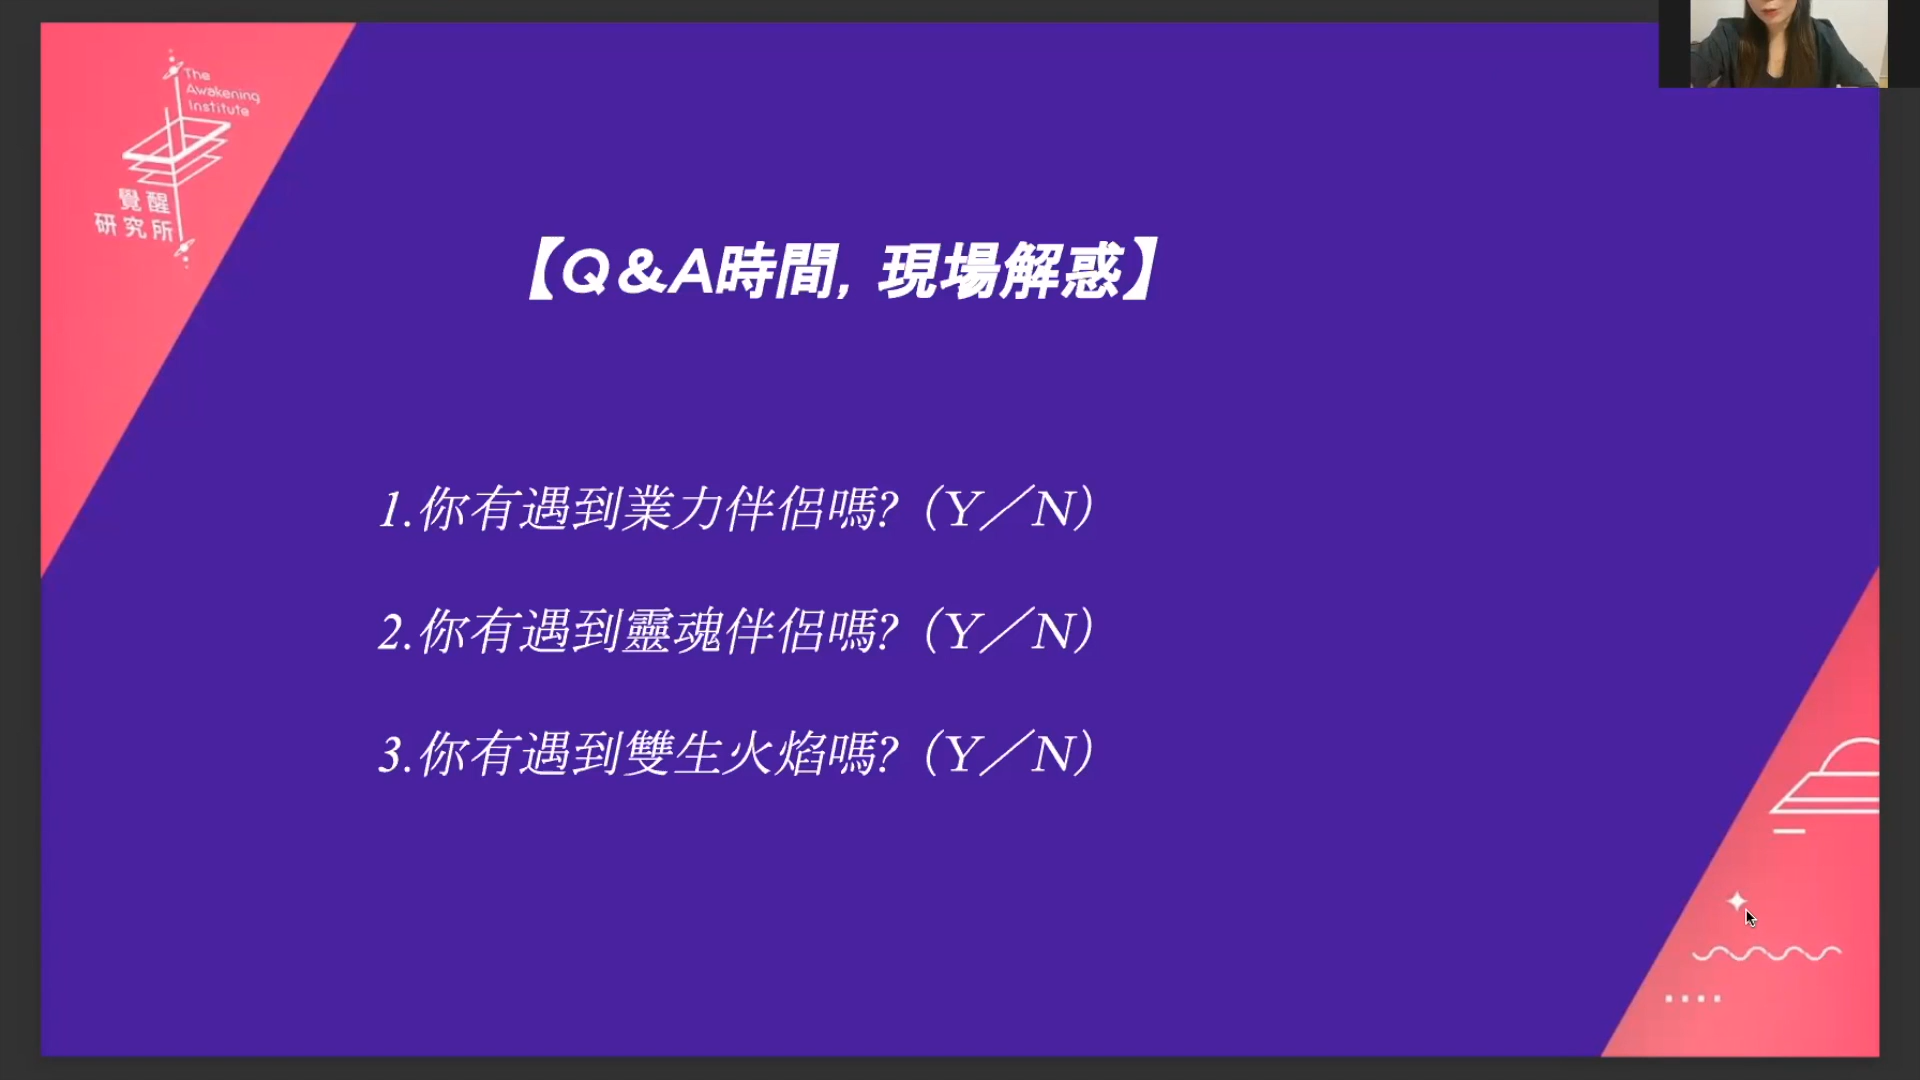 The
Awakening
Institute
覺醒
研究所
【Q&A時間，現場解惑】
1.你有遇到業力伴侶嗎?（Y／N）
2.你有遇到靈魂伴侶嗎?（Y／N）
3.你有遇到雙生火焰嗎?（Y／N）